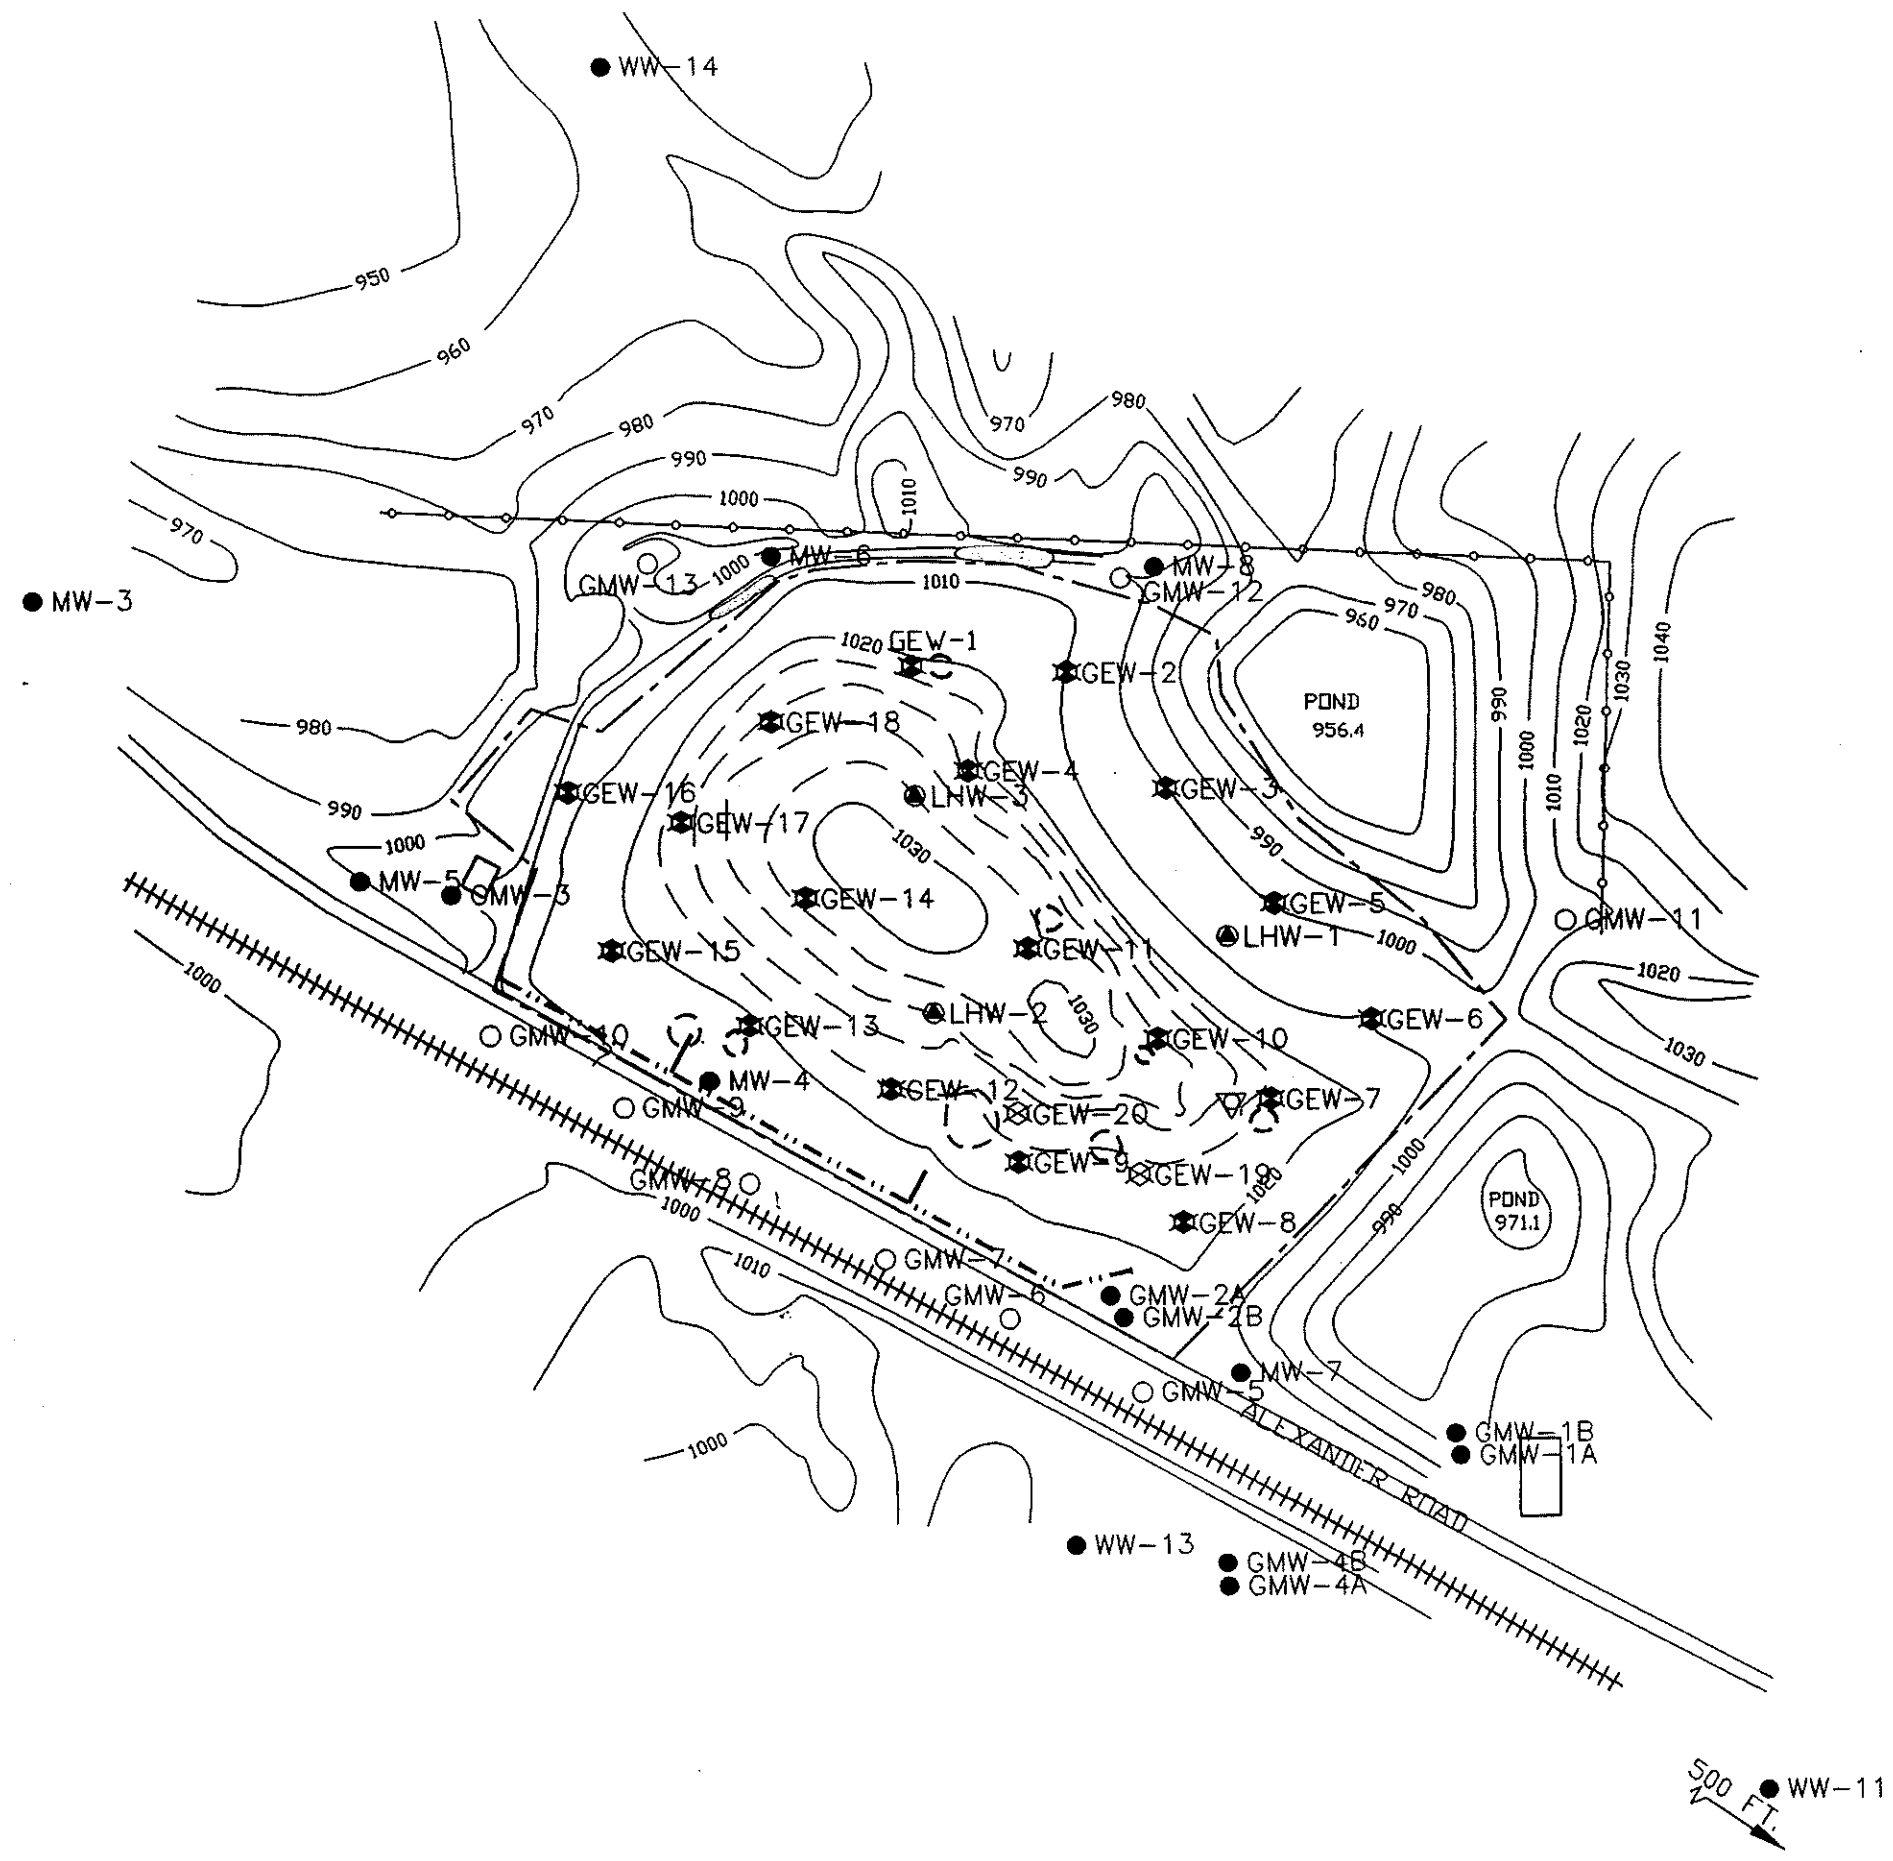 WW-14
950
960
970
980
970
980
990
990
1000
1010
970
MW-6
1000
GMW-13
MW-8
GMW-12
1010
980
970
960
MW-3
1040
1030
1020
GEW-1
GEW-2
POND
956.4
990
1000
1010
1020
980
GEW-18
GEW-4
GEW-3
GEW-16
LHW-3
990
GEW-17
1000
1030
990
MW-5
GMW-3
GEW-14
GEW-5
GMW-11
LHW-1
1000
GEW-15
GEW-11
1000
1020
LHW-2
1030
GEW-6
GMW-10
GEW-13
GEW-10
1030
MW-4
GEW-12
GEW-7
GMW-9
GEW-20
GEW-9
GEW-19
1020
1000
GMW-8
1000
GEW-8
990
POND
971.1
GMW-7
1010
GMW-6
GMW-2A
GMW-2B
MW-7
GMW-5
ALEXANDER ROAD
1000
GMW-1B
GMW-1A
WW-13
GMW-4B
GMW-4A
500 FT.
WW-11